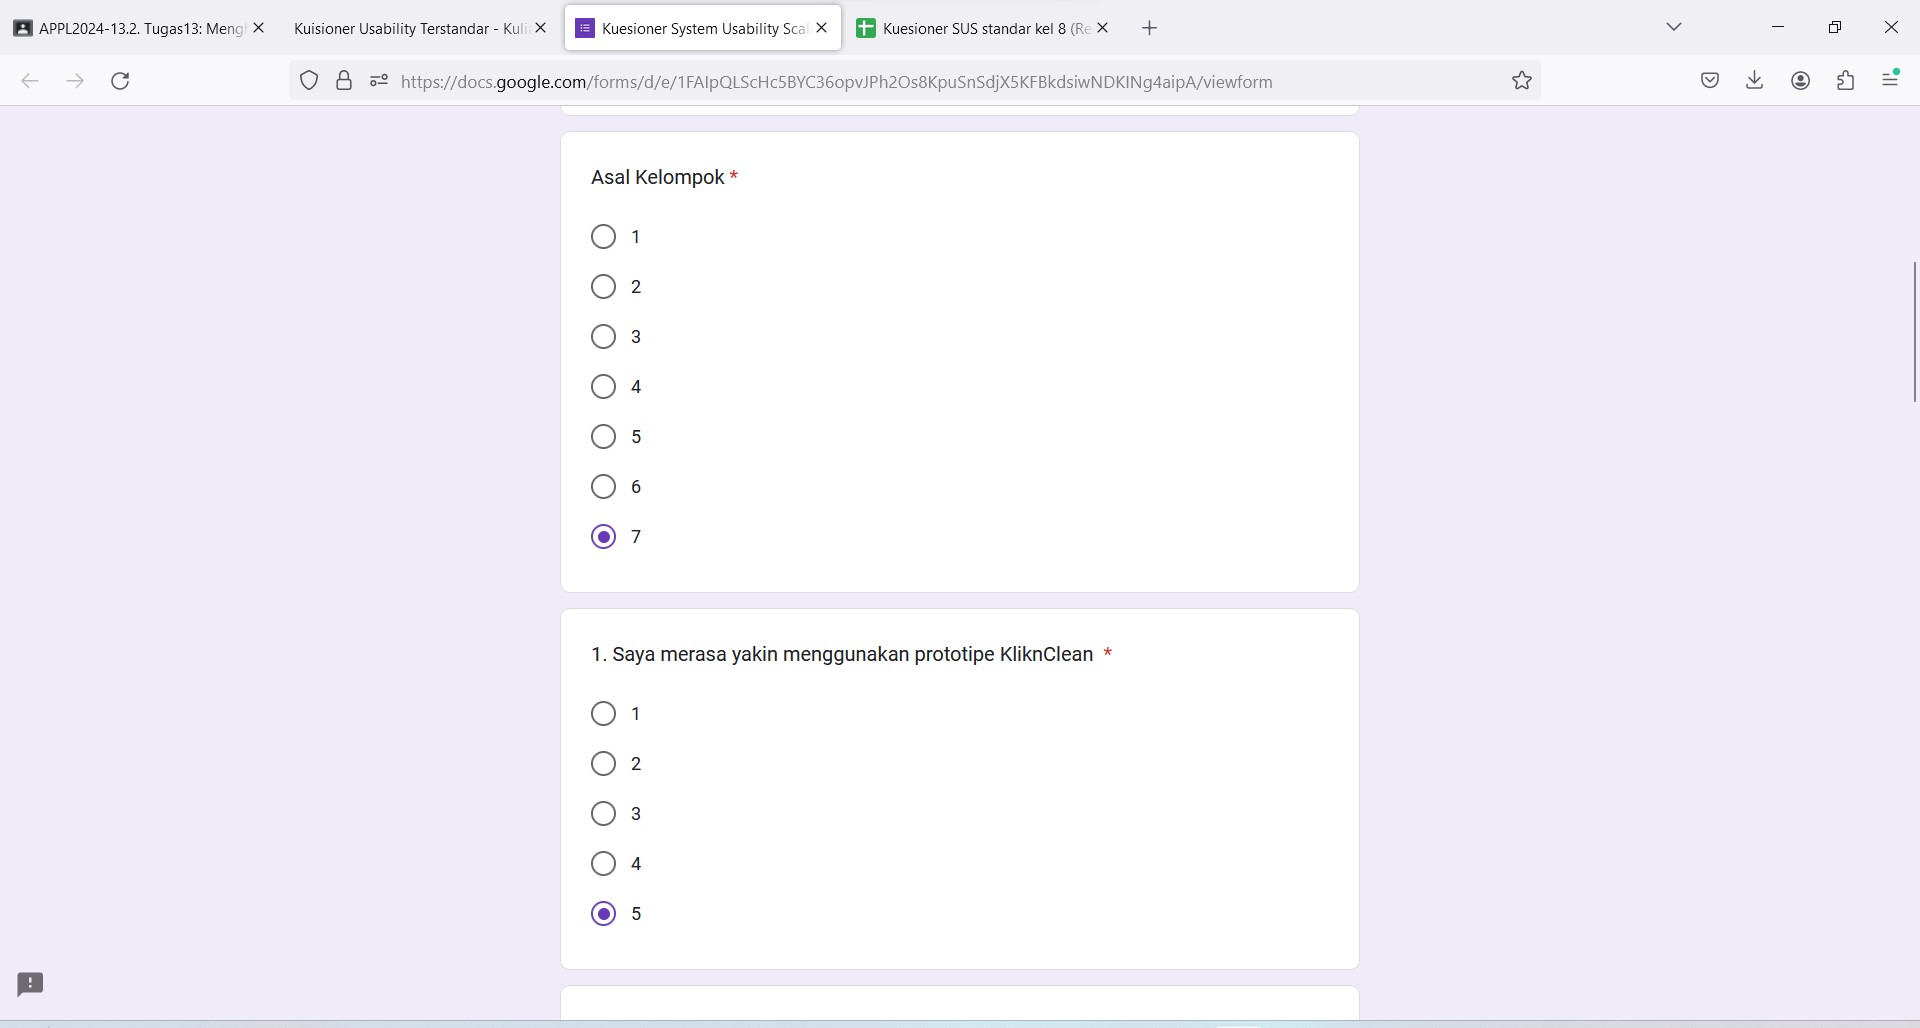 APPL2024-13.2. Tugas13: Mengh
Kuisioner Usability Terstandar - Kuli
Kuesioner System Usability Scal
Kuesioner SUS standar kel 8 (Re
https://docs.google.com/forms/d/e/1FAIpQLScHc5BYC36opvJPh2Os8KpuSnSdjX5KFBkdsiwNDKINg4aipA/viewform
Asal Kelompok *
1
2
3
4
5
6
7
1. Saya merasa yakin menggunakan prototipe KliknClean *
1
2
3
4
5